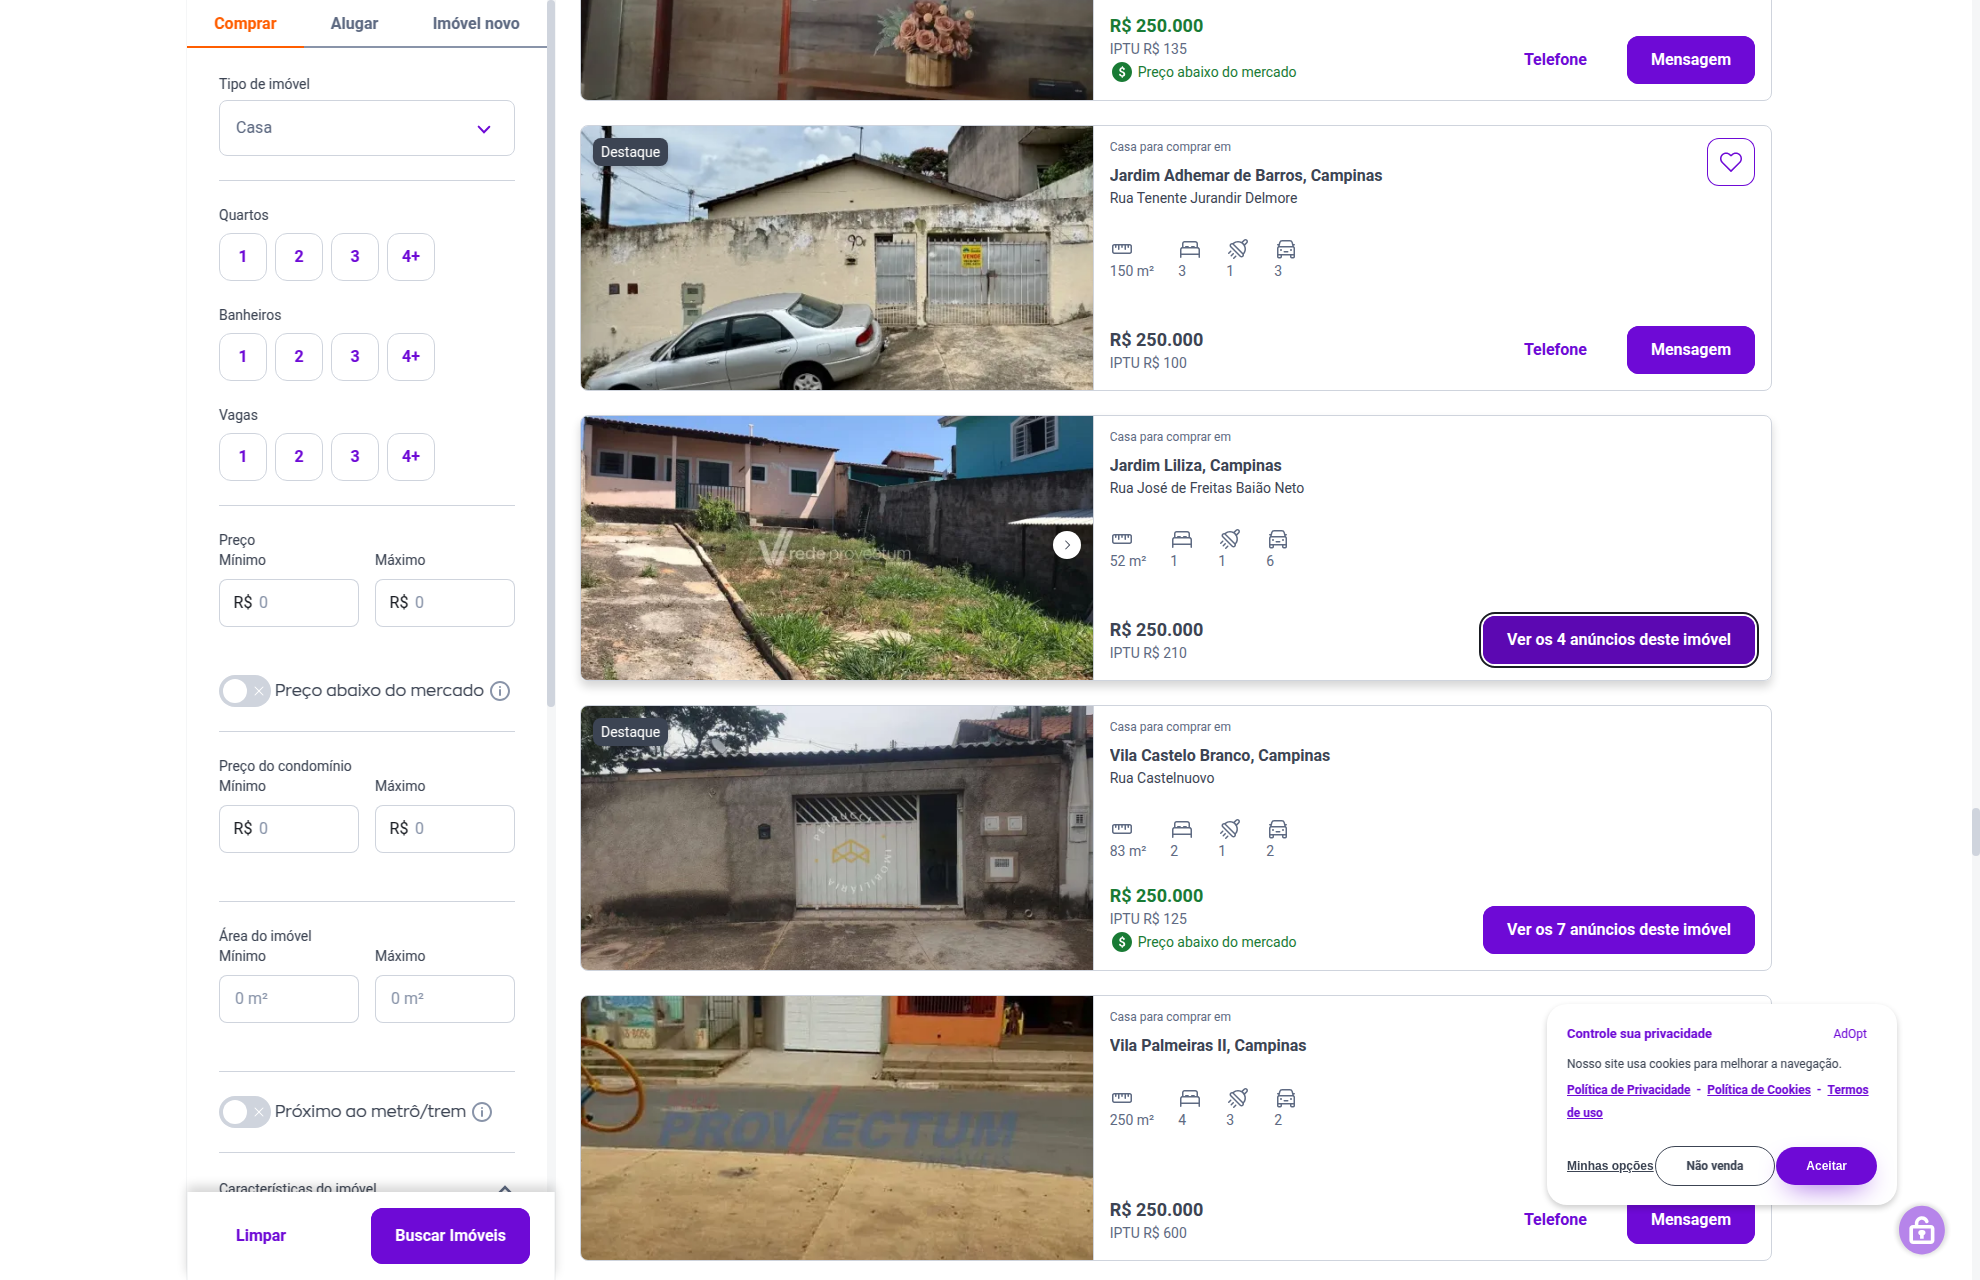 Comprar Alugar Imóvel novo
Tipo de imóvel
Casa
Quartos
1 2 3 4+
Banheiros
1 2 3 4+
Vagas
1 2 3 4+
Preço
Mínimo Máximo
R$ 0 R$ 0
Preço abaixo do mercado
Preço do condomínio
Mínimo Máximo
R$ 0 R$ 0
Área do imóvel
Mínimo Máximo
0 m² 0 m²
Próximo ao metrô/trem
Características do imóvel
Limpar Buscar Imóveis
R$ 250.000
IPTU R$ 135
Preço abaixo do mercado
Telefone Mensagem
Destaque
VENDE
Casa para comprar em
Jardim Adhemar de Barros, Campinas
Rua Tenente Jurandir Delmore
150 m² 3 1 3
R$ 250.000
IPTU R$ 100
Telefone Mensagem
rede provectum
Casa para comprar em
Jardim Liliza, Campinas
Rua José de Freitas Baião Neto
52 m² 1 1 6
R$ 250.000
IPTU R$ 210
Ver os 4 anúncios deste imóvel
Destaque
PETRUCCI
IMOBILIARIA
Casa para comprar em
Vila Castelo Branco, Campinas
Rua Castelnuovo
83 m² 2 1 2
R$ 250.000
IPTU R$ 125
Preço abaixo do mercado
Ver os 7 anúncios deste imóvel
PROVECTUM
IMÓVEIS
Casa para comprar em
Vila Palmeiras II, Campinas
250 m² 4 3 2
R$ 250.000
IPTU R$ 600
Telefone Mensagem
Controle sua privacidade AdOpt
Nosso site usa cookies para melhorar a navegação.
Política de Privacidade - Política de Cookies - Termos
de uso
Minhas opções Não venda Aceitar